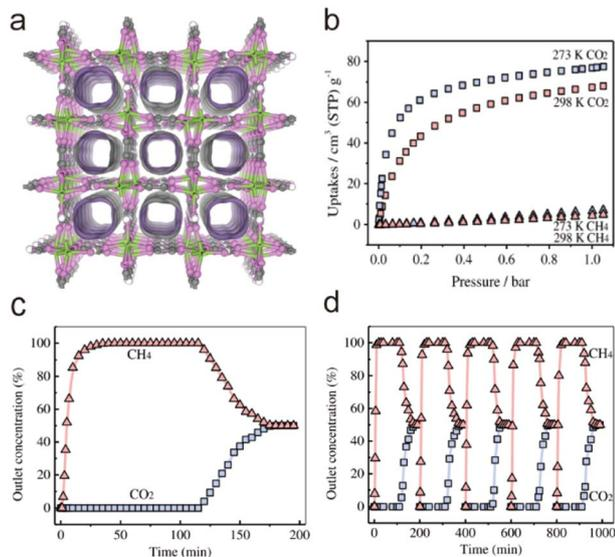 a
b
80
60
40
20
0
Uptakes / cm³ (STP) g⁻¹
273 K CO₂
298 K CO₂
273 K CH₄
298 K CH₄
0.0 0.2 0.4 0.6 0.8 1.0
Pressure / bar
c
100
80
60
40
20
0
Outlet concentration (%)
CH₄
CO₂
0 50 100 150 200
Time (min)
d
100
80
60
40
20
0
Outlet concentration (%)
CH₄
CO₂
0 200 400 600 800 1000
Time (min)